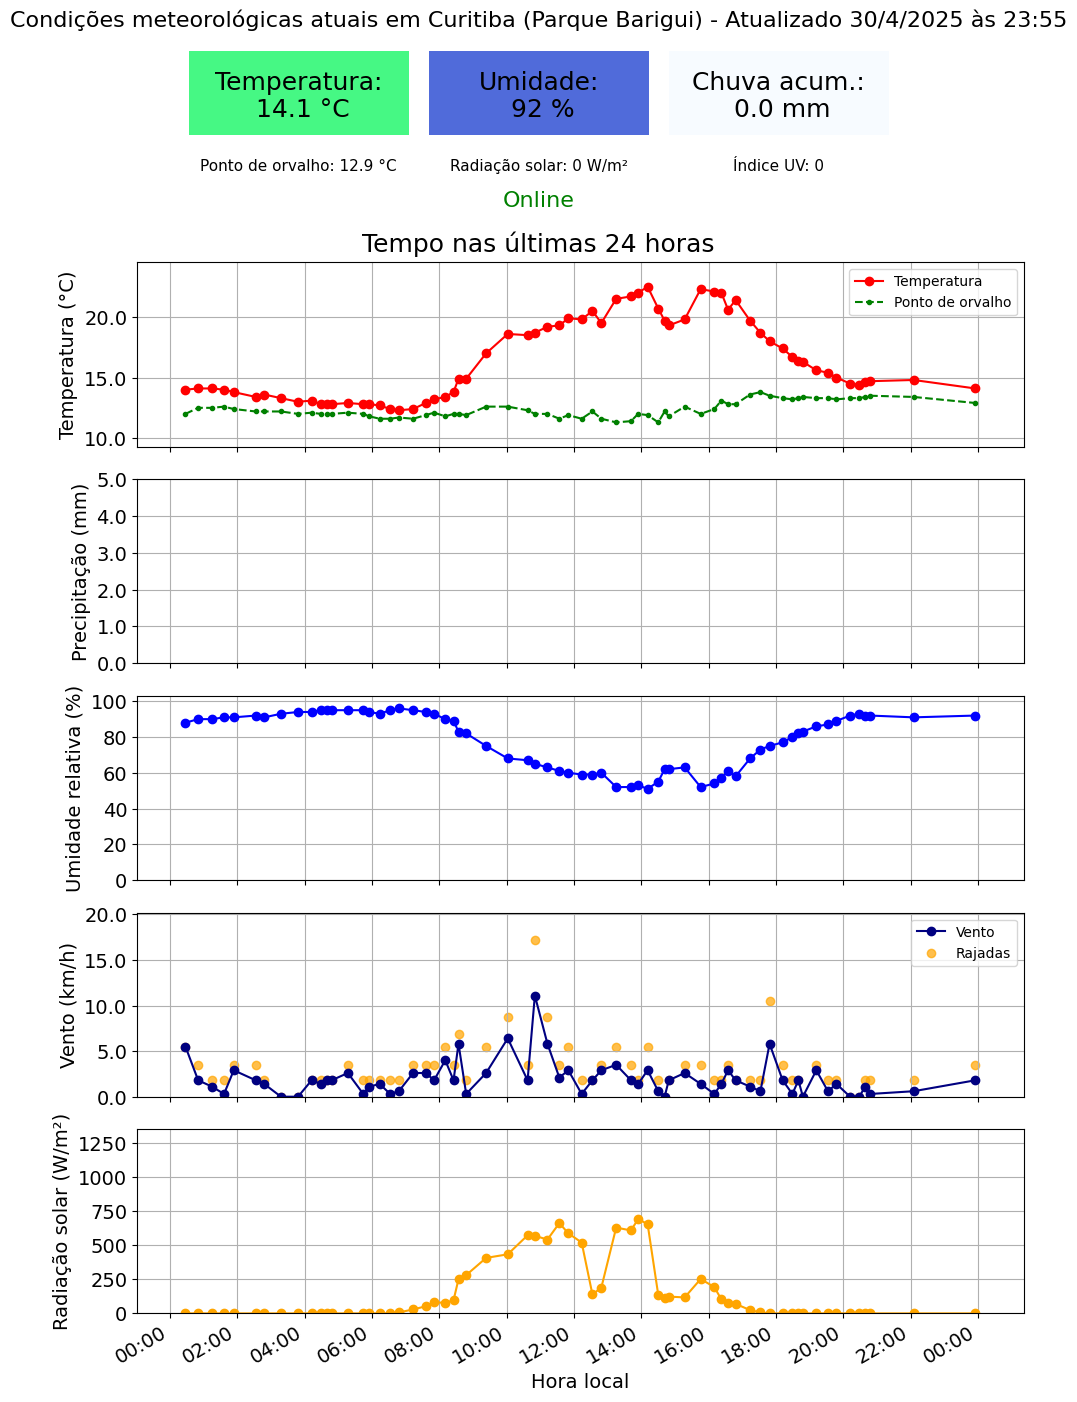 Condições meteorológicas atuais em Curitiba (Parque Barigui) - Atualizado 30/4/2025 às 23:55
Temperatura:
14.1 °C
Umidade:
92 %
Chuva acum.:
0.0 mm
Ponto de orvalho: 12.9 °C
Radiação solar: 0 W/m²
Índice UV: 0
Online
Tempo nas últimas 24 horas
Temperatura (°C)
20.0
15.0
10.0
Temperatura
Ponto de orvalho
Precipitação (mm)
5.0
4.0
3.0
2.0
1.0
0.0
Umidade relativa (%)
100
80
60
40
20
0
Vento (km/h)
20.0
15.0
10.0
5.0
0.0
Vento
Rajadas
Radiação solar (W/m²)
1250
1000
750
500
250
0
00:00
02:00
04:00
06:00
08:00
10:00
12:00
14:00
16:00
18:00
20:00
22:00
00:00
Hora local